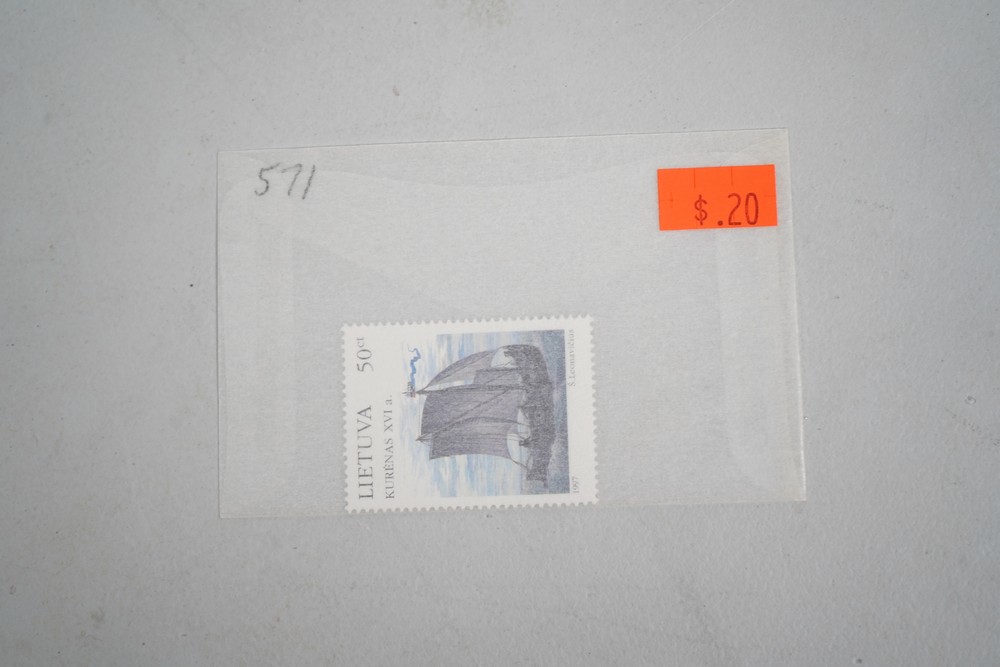 571
$.20
LIETUVA 50ct
KURĖNAS XVI a.
1997